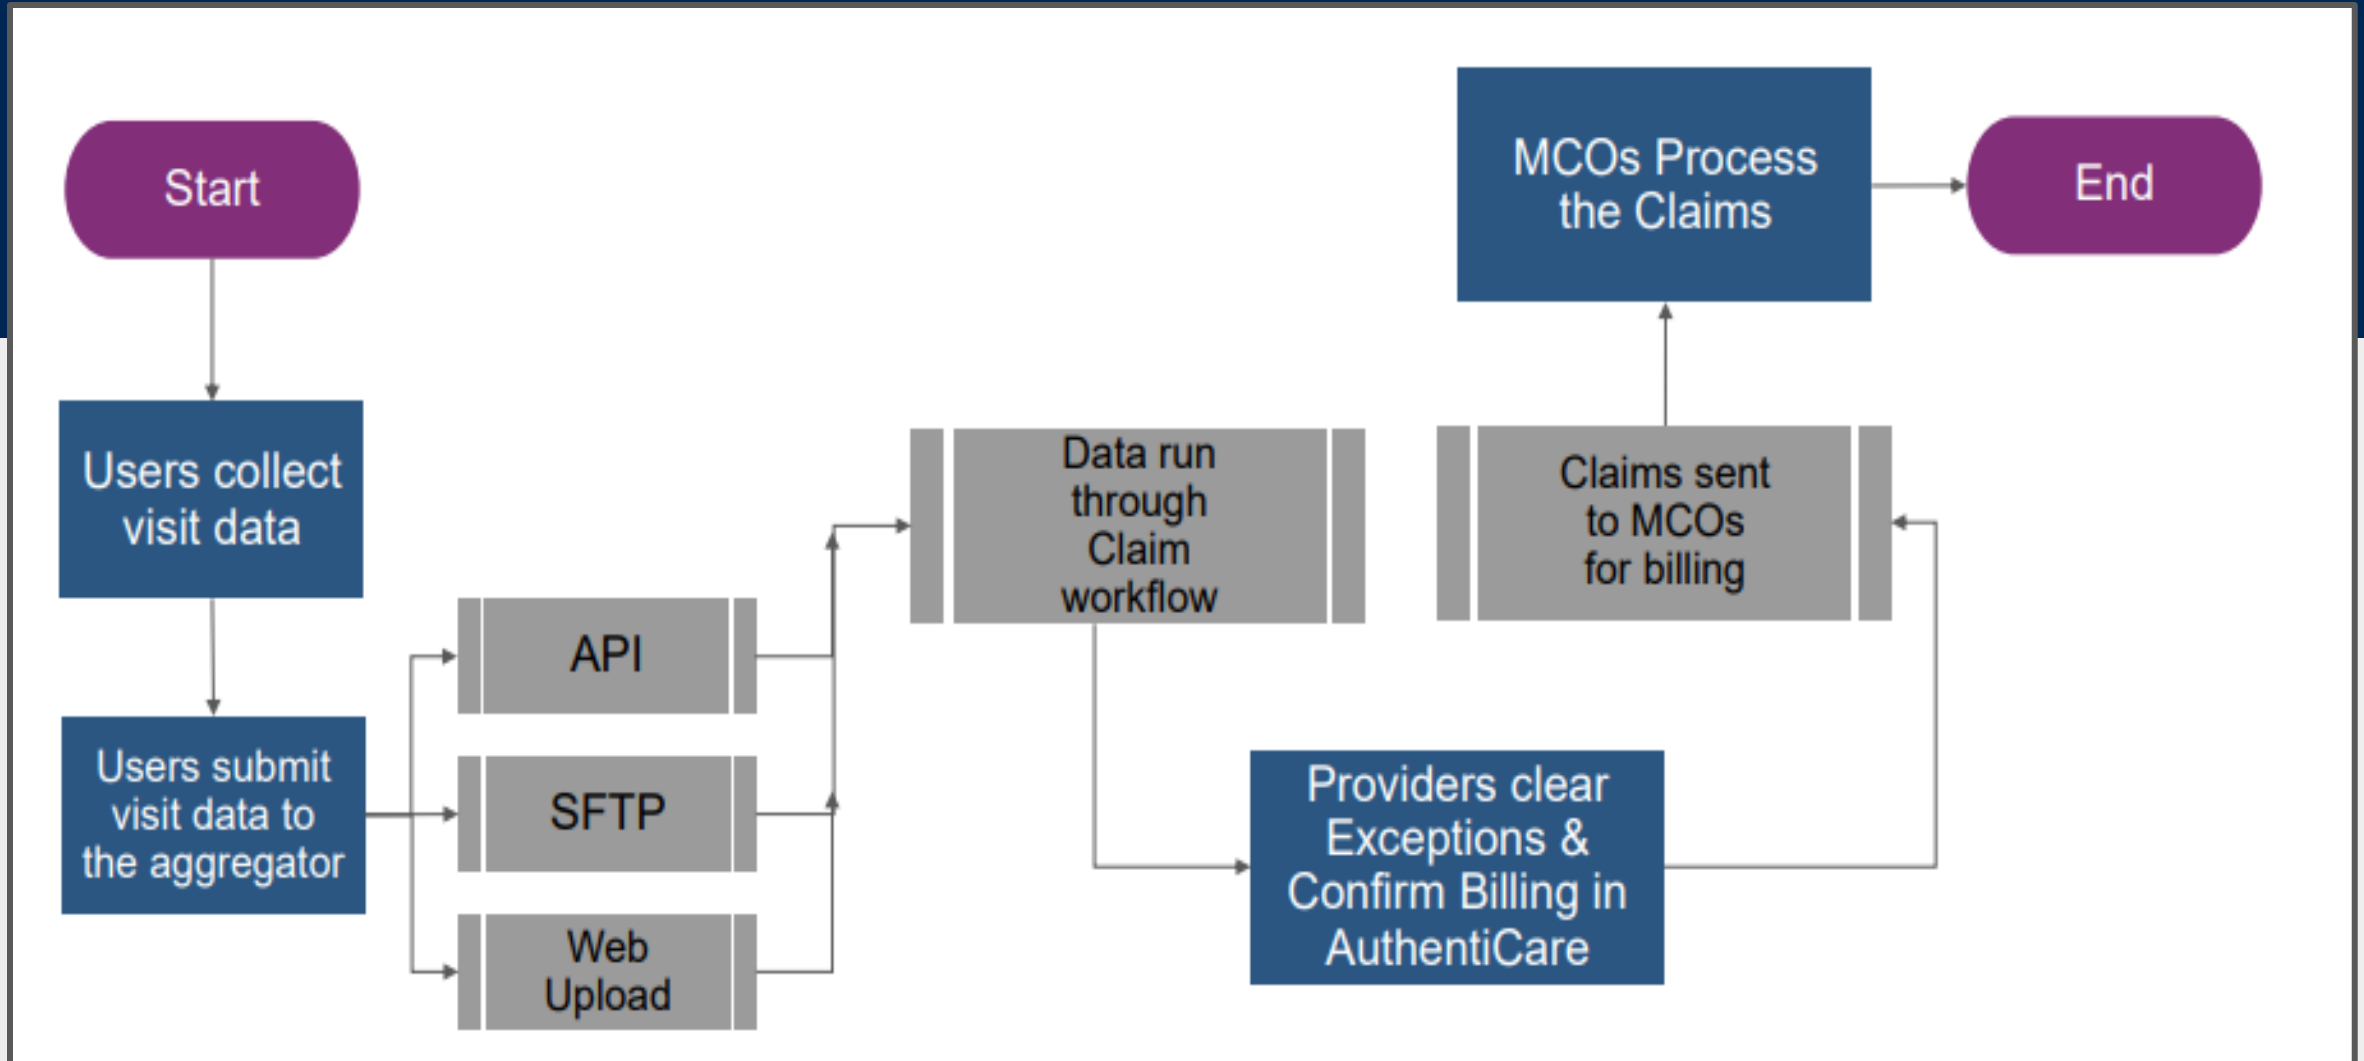 Start
Users collect
visit data
Users submit
visit data to
the aggregator
API
SFTP
Web
Upload
Data run
through
Claim
workflow
Providers clear
Exceptions &
Confirm Billing in
AuthentiCare
Claims sent
to MCOs
for billing
MCOs Process
the Claims
End